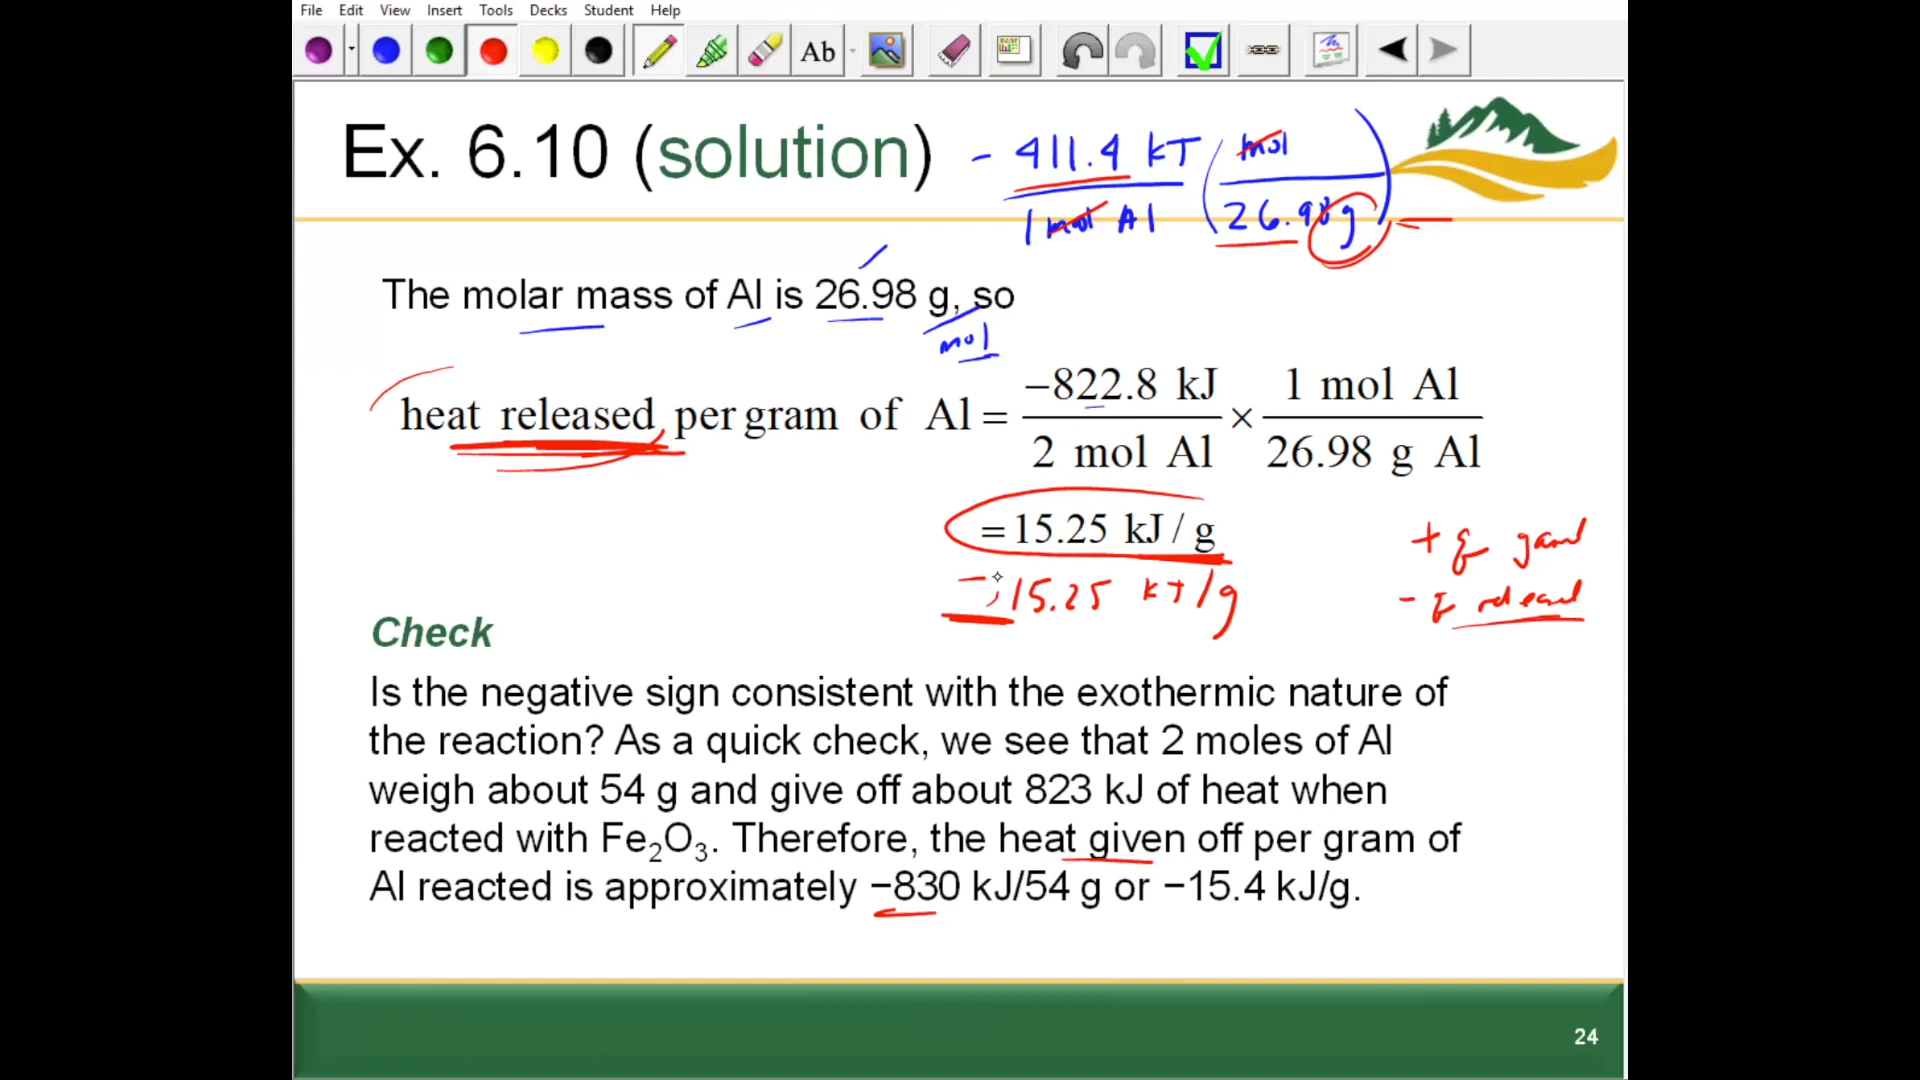 File Edit View Insert Tools Decks Student Help
Ab
Ex. 6.10 (solution)
- 411.4 kJ ( mol
1 mol Al 26.98 g )
The molar mass of Al is 26.98 g, so
mol
heat released per gram of Al = −822.8 kJ × 1 mol Al
2 mol Al 26.98 g Al
= 15.25 kJ / g
- 15.25 kJ/g
+ q gained
- q released
Check
Is the negative sign consistent with the exothermic nature of
the reaction? As a quick check, we see that 2 moles of Al
weigh about 54 g and give off about 823 kJ of heat when
reacted with Fe₂O₃. Therefore, the heat given off per gram of
Al reacted is approximately −830 kJ/54 g or −15.4 kJ/g.
24